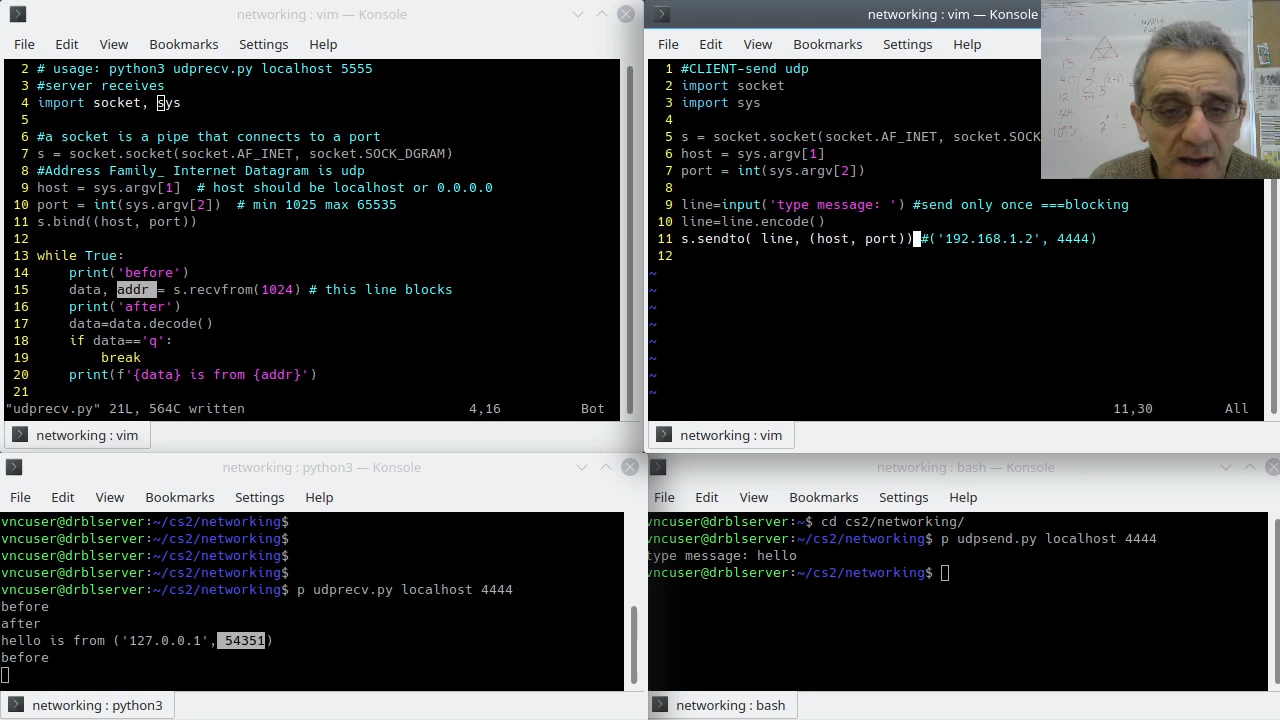 networking : vim — Konsole
File Edit View Bookmarks Settings Help
2 # usage: python3 udprecv.py localhost 5555
3 #server receives
4 import socket, sys
5
6 #a socket is a pipe that connects to a port
7 s = socket.socket(socket.AF_INET, socket.SOCK_DGRAM)
8 #Address Family_ Internet Datagram is udp
9 host = sys.argv[1]  # host should be localhost or 0.0.0.0
10 port = int(sys.argv[2])  # min 1025 max 65535
11 s.bind((host, port))
12
13 while True:
14     print('before')
15     data, addr = s.recvfrom(1024) # this line blocks
16     print('after')
17     data=data.decode()
18     if data=='q':
19         break
20     print(f'{data} is from {addr}')
21
"udprecv.py" 21L, 564C written 4,16 Bot
networking : vim
networking : vim — Konsole
File Edit View Bookmarks Settings Help
1 #CLIENT-send udp
2 import socket
3 import sys
4
5 s = socket.socket(socket.AF_INET, socket.SOCK
6 host = sys.argv[1]
7 port = int(sys.argv[2])
8
9 line=input('type message: ') #send only once ===blocking
10 line=line.encode()
11 s.sendto( line, (host, port)) #('192.168.1.2', 4444)
12
~
~
~
~
~
~
~
~
11,30 All
networking : vim
networking : python3 — Konsole
File Edit View Bookmarks Settings Help
vncuser@drblserver:~/cs2/networking$
vncuser@drblserver:~/cs2/networking$
vncuser@drblserver:~/cs2/networking$
vncuser@drblserver:~/cs2/networking$
vncuser@drblserver:~/cs2/networking$ p udprecv.py localhost 4444
before
after
hello is from ('127.0.0.1', 54351)
before
networking : python3
networking : bash — Konsole
File Edit View Bookmarks Settings Help
vncuser@drblserver:~$ cd cs2/networking/
vncuser@drblserver:~/cs2/networking$ p udpsend.py localhost 4444
type message: hello
vncuser@drblserver:~/cs2/networking$
networking : bash